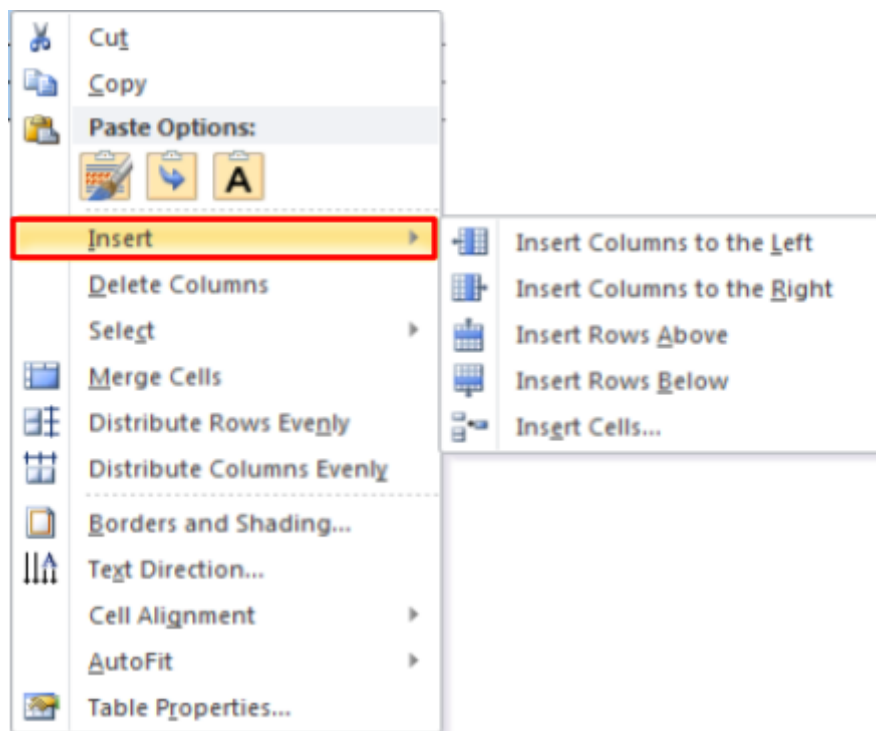 Cut
Copy
Paste Options:
A
Insert
Delete Columns
Select
Merge Cells
Distribute Rows Evenly
Distribute Columns Evenly
Borders and Shading...
Text Direction...
Cell Alignment
AutoFit
Table Properties...
Insert Columns to the Left
Insert Columns to the Right
Insert Rows Above
Insert Rows Below
Insert Cells...